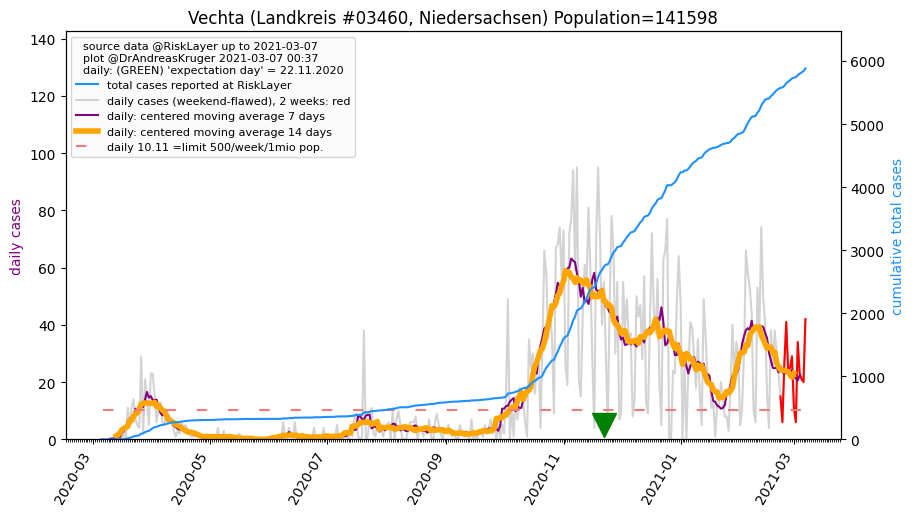 Vechta (Landkreis #03460, Niedersachsen) Population=141598
source data @RiskLayer up to 2021-03-07
plot @DrAndreasKruger 2021-03-07 00:37
daily: (GREEN) 'expectation day' = 22.11.2020
total cases reported at RiskLayer
daily cases (weekend-flawed), 2 weeks: red
daily: centered moving average 7 days
daily: centered moving average 14 days
daily 10.11 =limit 500/week/1mio pop.
daily cases
140
120
100
80
60
40
20
0
6000
5000
4000
3000
2000
1000
0
cumulative total cases
2020-03
2020-05
2020-07
2020-09
2020-11
2021-01
2021-03